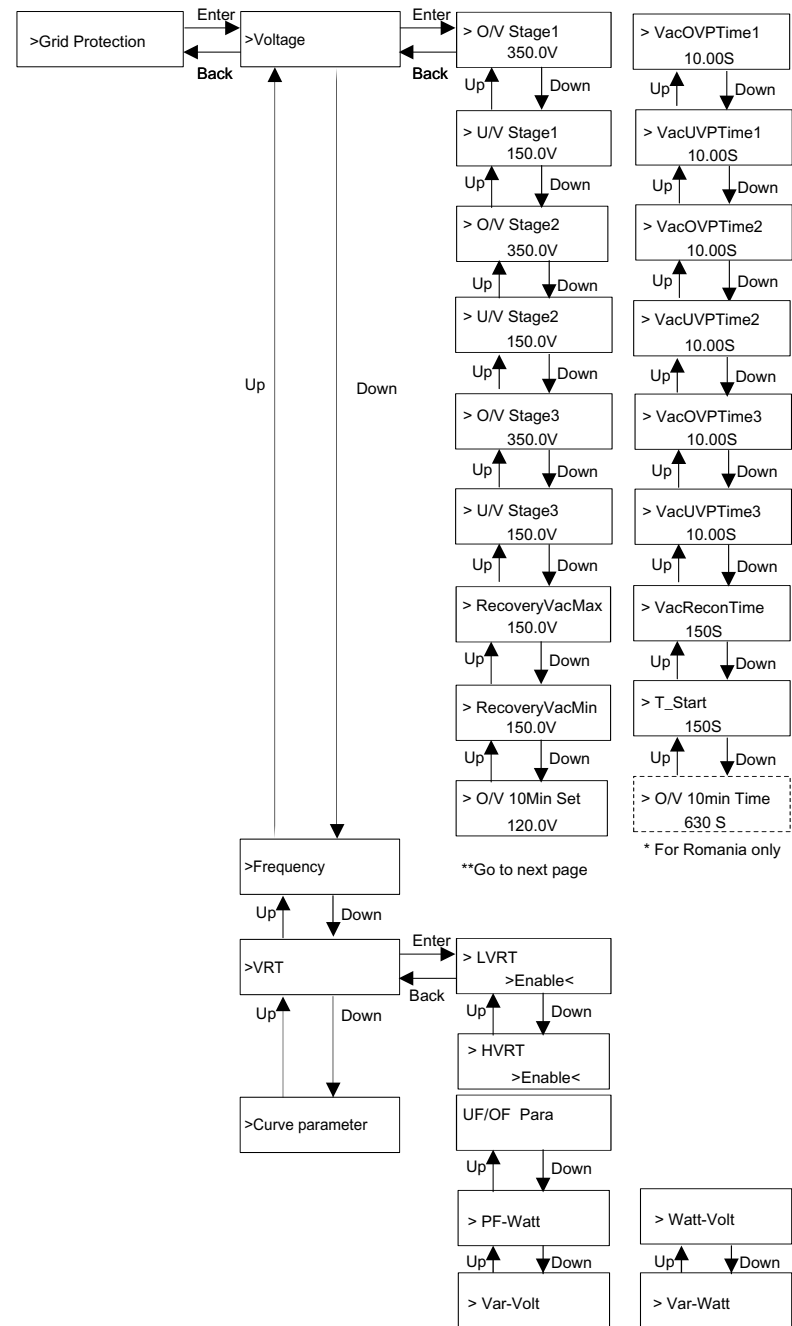 >Grid Protection
Enter
Back
>Voltage
Enter
Back
> O/V Stage1
350.0V
Up
Down
> U/V Stage1
150.0V
Up
Down
> O/V Stage2
350.0V
Up
Down
> U/V Stage2
150.0V
Up
Down
> O/V Stage3
350.0V
Up
Down
> U/V Stage3
150.0V
Up
Down
> RecoveryVacMax
150.0V
Up
Down
> RecoveryVacMin
150.0V
Up
Down
> O/V 10Min Set
120.0V
**Go to next page
> VacOVPTime1
10.00S
Up
Down
> VacUVPTime1
10.00S
Up
Down
> VacOVPTime2
10.00S
Up
Down
> VacUVPTime2
10.00S
Up
Down
> VacOVPTime3
10.00S
Up
Down
> VacUVPTime3
10.00S
Up
Down
> VacReconTime
150S
Up
Down
> T_Start
150S
Up
Down
> O/V 10min Time
630 S
* For Romania only
Up
Down
>Frequency
Up
Down
>VRT
Enter
Back
> LVRT
>Enable<
Up
Down
> HVRT
>Enable<
Up
Down
>Curve parameter
UF/OF Para
Up
Down
> PF-Watt
Up
Down
> Var-Volt
> Watt-Volt
Up
Down
> Var-Watt